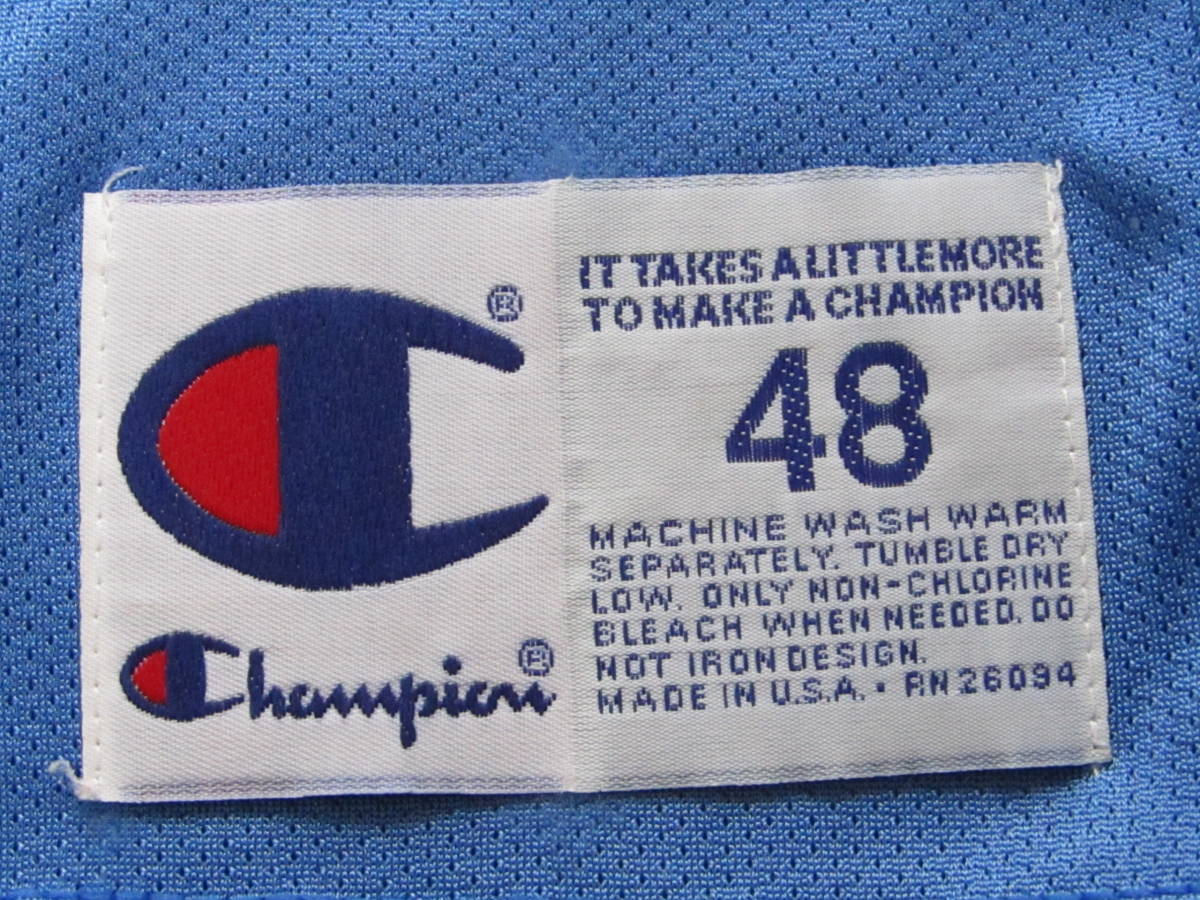 ®
Champion®
IT TAKES A LITTLE MORE
TO MAKE A CHAMPION
48
MACHINE WASH WARM
SEPARATELY. TUMBLE DRY
LOW. ONLY NON-CHLORINE
BLEACH WHEN NEEDED. DO
NOT IRON DESIGN.
MADE IN U.S.A. • RN 26094